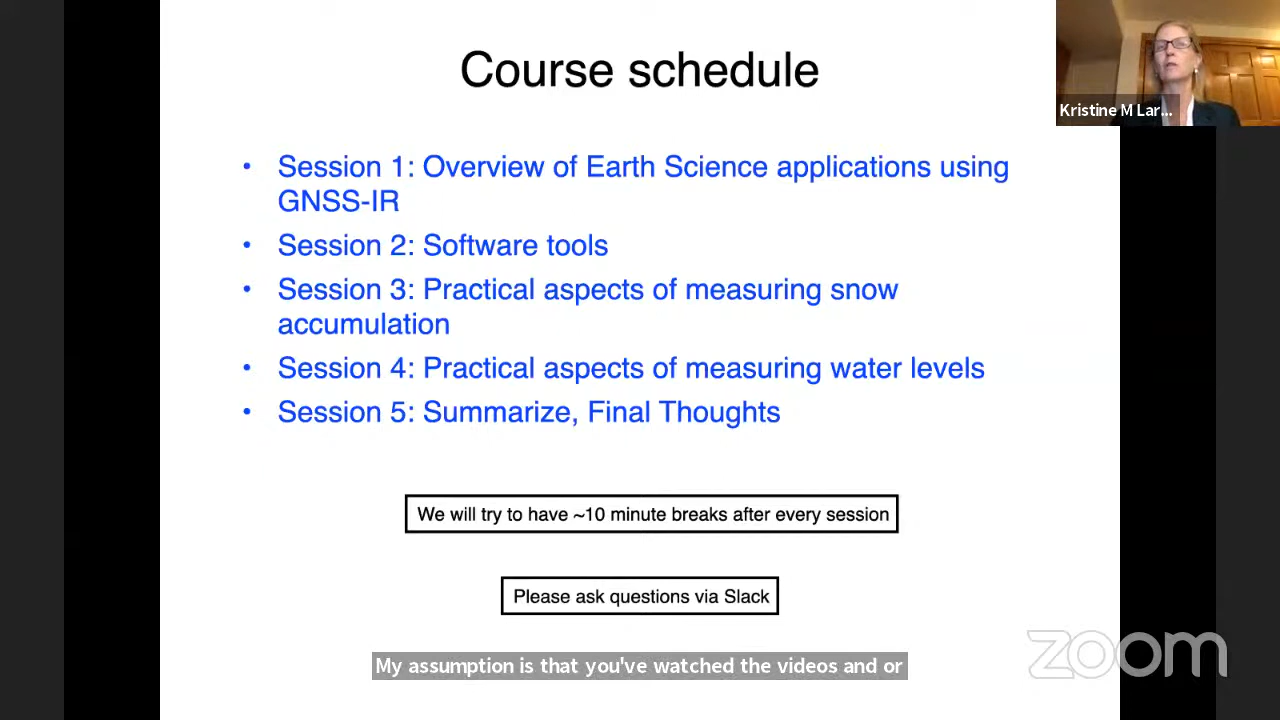 Course schedule
Kristine M Lar...
• Session 1: Overview of Earth Science applications using
GNSS-IR
• Session 2: Software tools
• Session 3: Practical aspects of measuring snow
accumulation
• Session 4: Practical aspects of measuring water levels
• Session 5: Summarize, Final Thoughts
We will try to have ~10 minute breaks after every session
Please ask questions via Slack
My assumption is that you've watched the videos and or
zoom